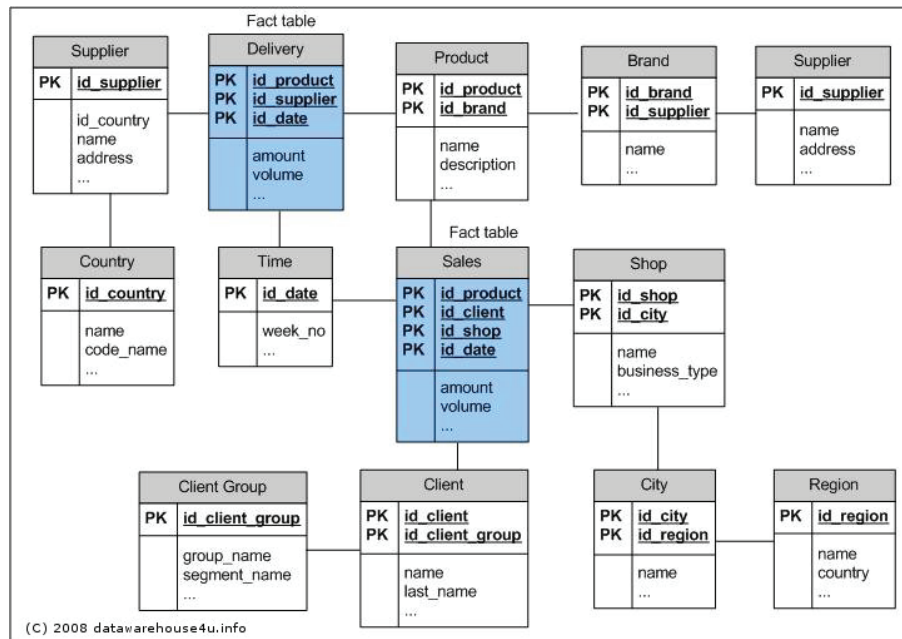 Fact table
Supplier
PK id_supplier
id_country
name
address
...
Delivery
PK id_product
PK id_supplier
PK id_date
amount
volume
...
Product
PK id_product
PK id_brand
name
description
...
Brand
PK id_brand
PK id_supplier
name
...
Supplier
PK id_supplier
name
address
...
Country
PK id_country
name
code_name
...
Time
PK id_date
week_no
...
Fact table
Sales
PK id_product
PK id_client
PK id_shop
PK id_date
amount
volume
...
Shop
PK id_shop
PK id_city
name
business_type
...
Client Group
PK id_client_group
group_name
segment_name
...
Client
PK id_client
PK id_client_group
name
last_name
...
City
PK id_city
PK id_region
name
...
Region
PK id_region
name
country
...
(C) 2008 datawarehouse4u.info